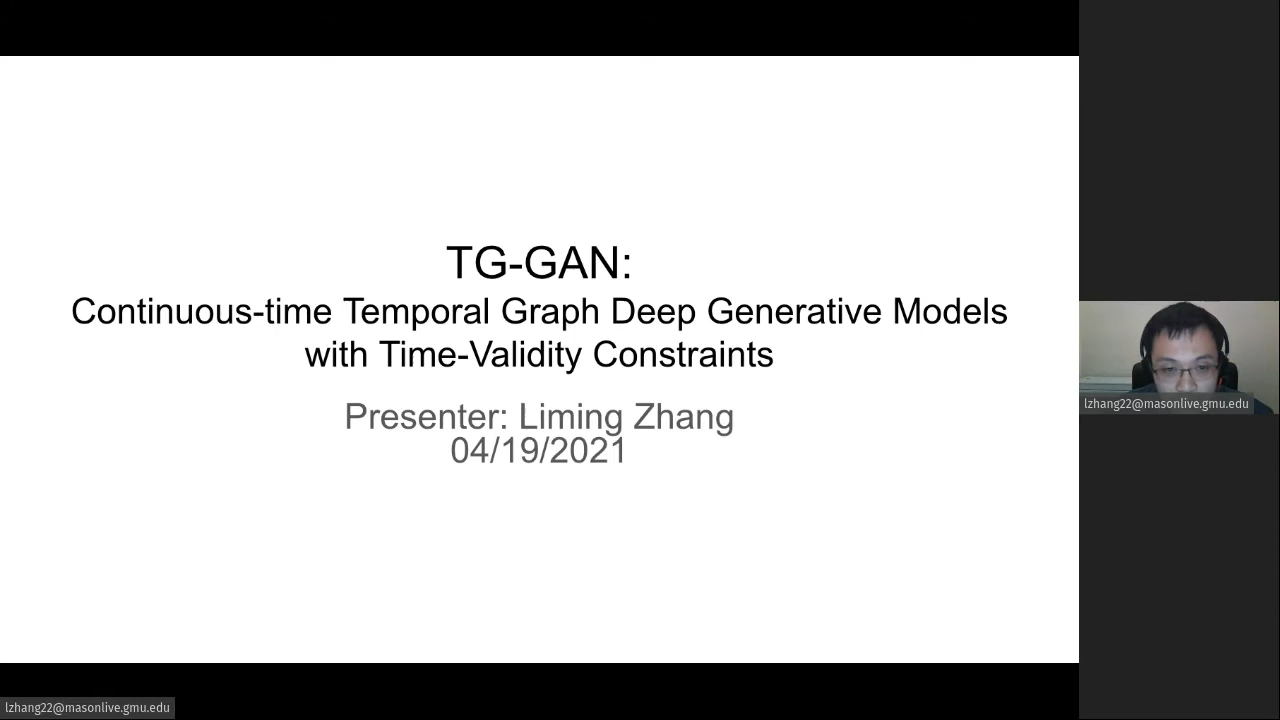 TG-GAN:
Continuous-time Temporal Graph Deep Generative Models
with Time-Validity Constraints
Presenter: Liming Zhang
04/19/2021
lzhang22@masonlive.gmu.edu
lzhang22@masonlive.gmu.edu